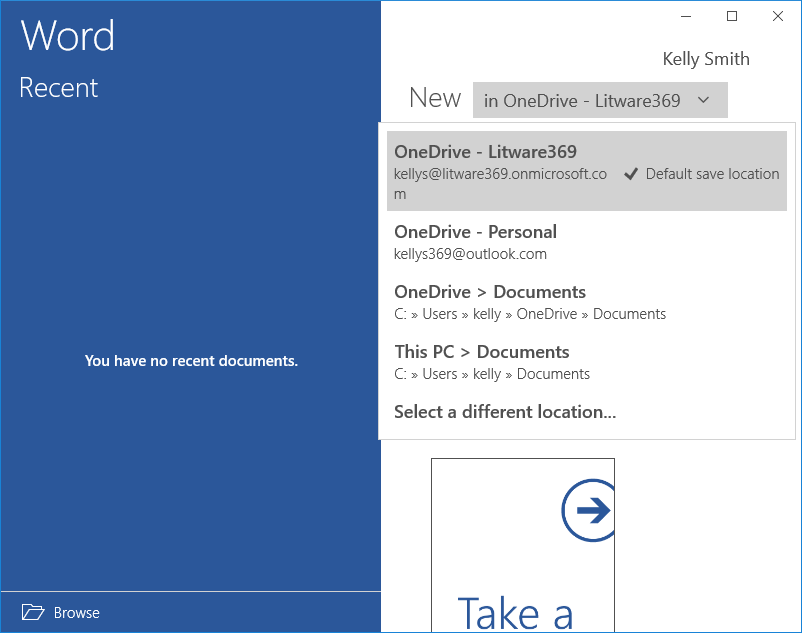 Word
Recent
You have no recent documents.
Browse
Kelly Smith
New
in OneDrive - Litware369
OneDrive - Litware369
kellys@litware369.onmicrosoft.co
m
Default save location
OneDrive - Personal
kellys369@outlook.com
OneDrive > Documents
C: » Users » kelly » OneDrive » Documents
This PC > Documents
C: » Users » kelly » Documents
Select a different location...
Take a